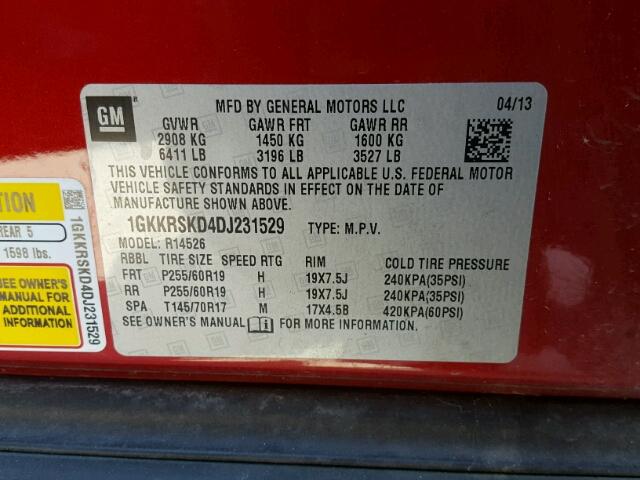 GM
MFD BY GENERAL MOTORS LLC 04/13
GVWR GAWR FRT GAWR RR
2908 KG 1450 KG 1600 KG
6411 LB 3196 LB 3527 LB
THIS VEHICLE CONFORMS TO ALL APPLICABLE U.S. FEDERAL MOTOR
VEHICLE SAFETY STANDARDS IN EFFECT ON THE DATE OF
MANUFACTURE SHOWN ABOVE.
1GKKRSKD4DJ231529 TYPE: M.P.V.
MODEL: R14526
RBBL TIRE SIZE SPEED RTG RIM COLD TIRE PRESSURE
FRT P255/60R19 H 19X7.5J 240KPA(35PSI)
RR P255/60R19 H 19X7.5J 240KPA(35PSI)
SPA T145/70R17 M 17X4.5B 420KPA(60PSI)
SEE OWNER'S MANUAL FOR MORE INFORMATION.
TION
REAR 5
1598 lbs.
SEE OWNER'S
MANUAL FOR
ADDITIONAL
INFORMATION
1GKKRSKD4DJ231529